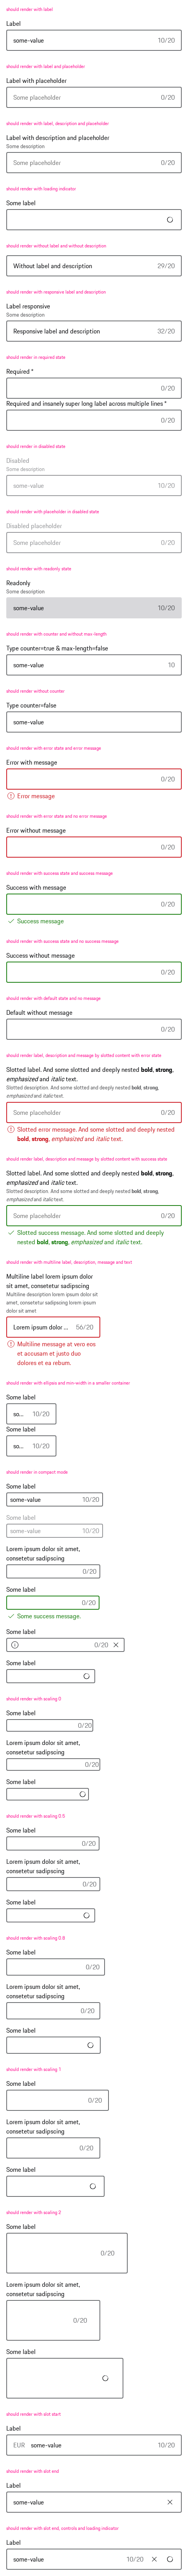 should render with label
Label
some-value 10/20
should render with label and placeholder
Label with placeholder
Some placeholder 0/20
should render with label, description and placeholder
Label with description and placeholder
Some description
Some placeholder 0/20
should render with loading indicator
Some label
should render without label and without description
Without label and description 29/20
should render with responsive label and description
Label responsive
Some description
Responsive label and description 32/20
should render in required state
Required *
0/20
Required and insanely super long label across multiple lines *
0/20
should render in disabled state
Disabled
Some description
some-value 10/20
should render with placeholder in disabled state
Disabled placeholder
Some placeholder 0/20
should render with readonly state
Readonly
Some description
some-value 10/20
should render with counter and without max-length
Type counter=true & max-length=false
some-value 10
should render without counter
Type counter=false
some-value
should render with error state and error message
Error with message
0/20
Error message
should render with error state and no error message
Error without message
0/20
should render with success state and success message
Success with message
0/20
Success message
should render with success state and no success message
Success without message
0/20
should render with default state and no message
Default without message
0/20
should render label, description and message by slotted content with error state
Slotted label. And some slotted and deeply nested bold, strong,
emphasized and italic text.
Slotted description. And some slotted and deeply nested bold, strong,
emphasized and italic text.
Some placeholder 0/20
Slotted error message. And some slotted and deeply nested
bold, strong, emphasized and italic text.
should render label, description and message by slotted content with success state
Slotted label. And some slotted and deeply nested bold, strong,
emphasized and italic text.
Slotted description. And some slotted and deeply nested bold, strong,
emphasized and italic text.
Some placeholder 0/20
Slotted success message. And some slotted and deeply
nested bold, strong, emphasized and italic text.
should render with multiline label, description, message and text
Multiline label lorem ipsum dolor
sit amet, consetetur sadipscing
Multiline description lorem ipsum dolor sit
amet, consetetur sadipscing lorem ipsum
dolor sit amet
Lorem ipsum dolor ... 56/20
Multiline message at vero eos
et accusam et justo duo
dolores et ea rebum.
should render with ellipsis and min-width in a smaller container
Some label
so... 10/20
Some label
so... 10/20
should render in compact mode
Some label
some-value 10/20
Some label
some-value 10/20
Lorem ipsum dolor sit amet,
consetetur sadipscing
0/20
Some label
0/20
Some success message.
Some label
0/20
Some label
should render with scaling 0
Some label
0/20
Lorem ipsum dolor sit amet,
consetetur sadipscing
0/20
Some label
should render with scaling 0.5
Some label
0/20
Lorem ipsum dolor sit amet,
consetetur sadipscing
0/20
Some label
should render with scaling 0.8
Some label
0/20
Lorem ipsum dolor sit amet,
consetetur sadipscing
0/20
Some label
should render with scaling 1
Some label
0/20
Lorem ipsum dolor sit amet,
consetetur sadipscing
0/20
Some label
should render with scaling 2
Some label
0/20
Lorem ipsum dolor sit amet,
consetetur sadipscing
0/20
Some label
should render with slot start
Label
EUR some-value 10/20
should render with slot end
Label
some-value
should render with slot end, controls and loading indicator
Label
some-value 10/20